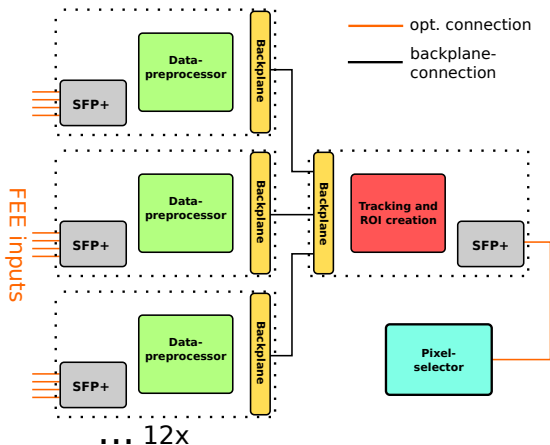 opt. connection
backplane-
connection
Data-
preprocessor
Backplane
SFP+
Data-
preprocessor
Backplane
SFP+
Data-
preprocessor
Backplane
SFP+
FEE inputs
Backplane
Tracking and
ROI creation
SFP+
Pixel-
selector
... 12x